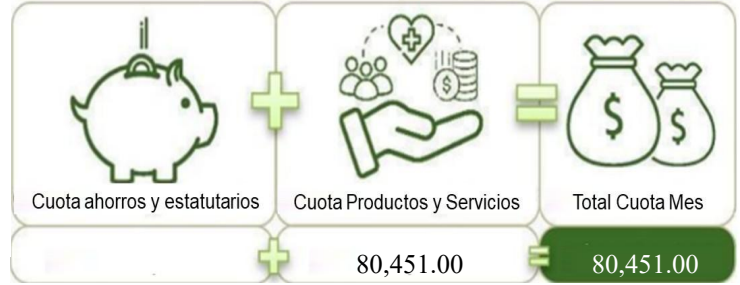 Cuota ahorros y estatutarios
Cuota Productos y Servicios
Total Cuota Mes
80,451.00
80,451.00